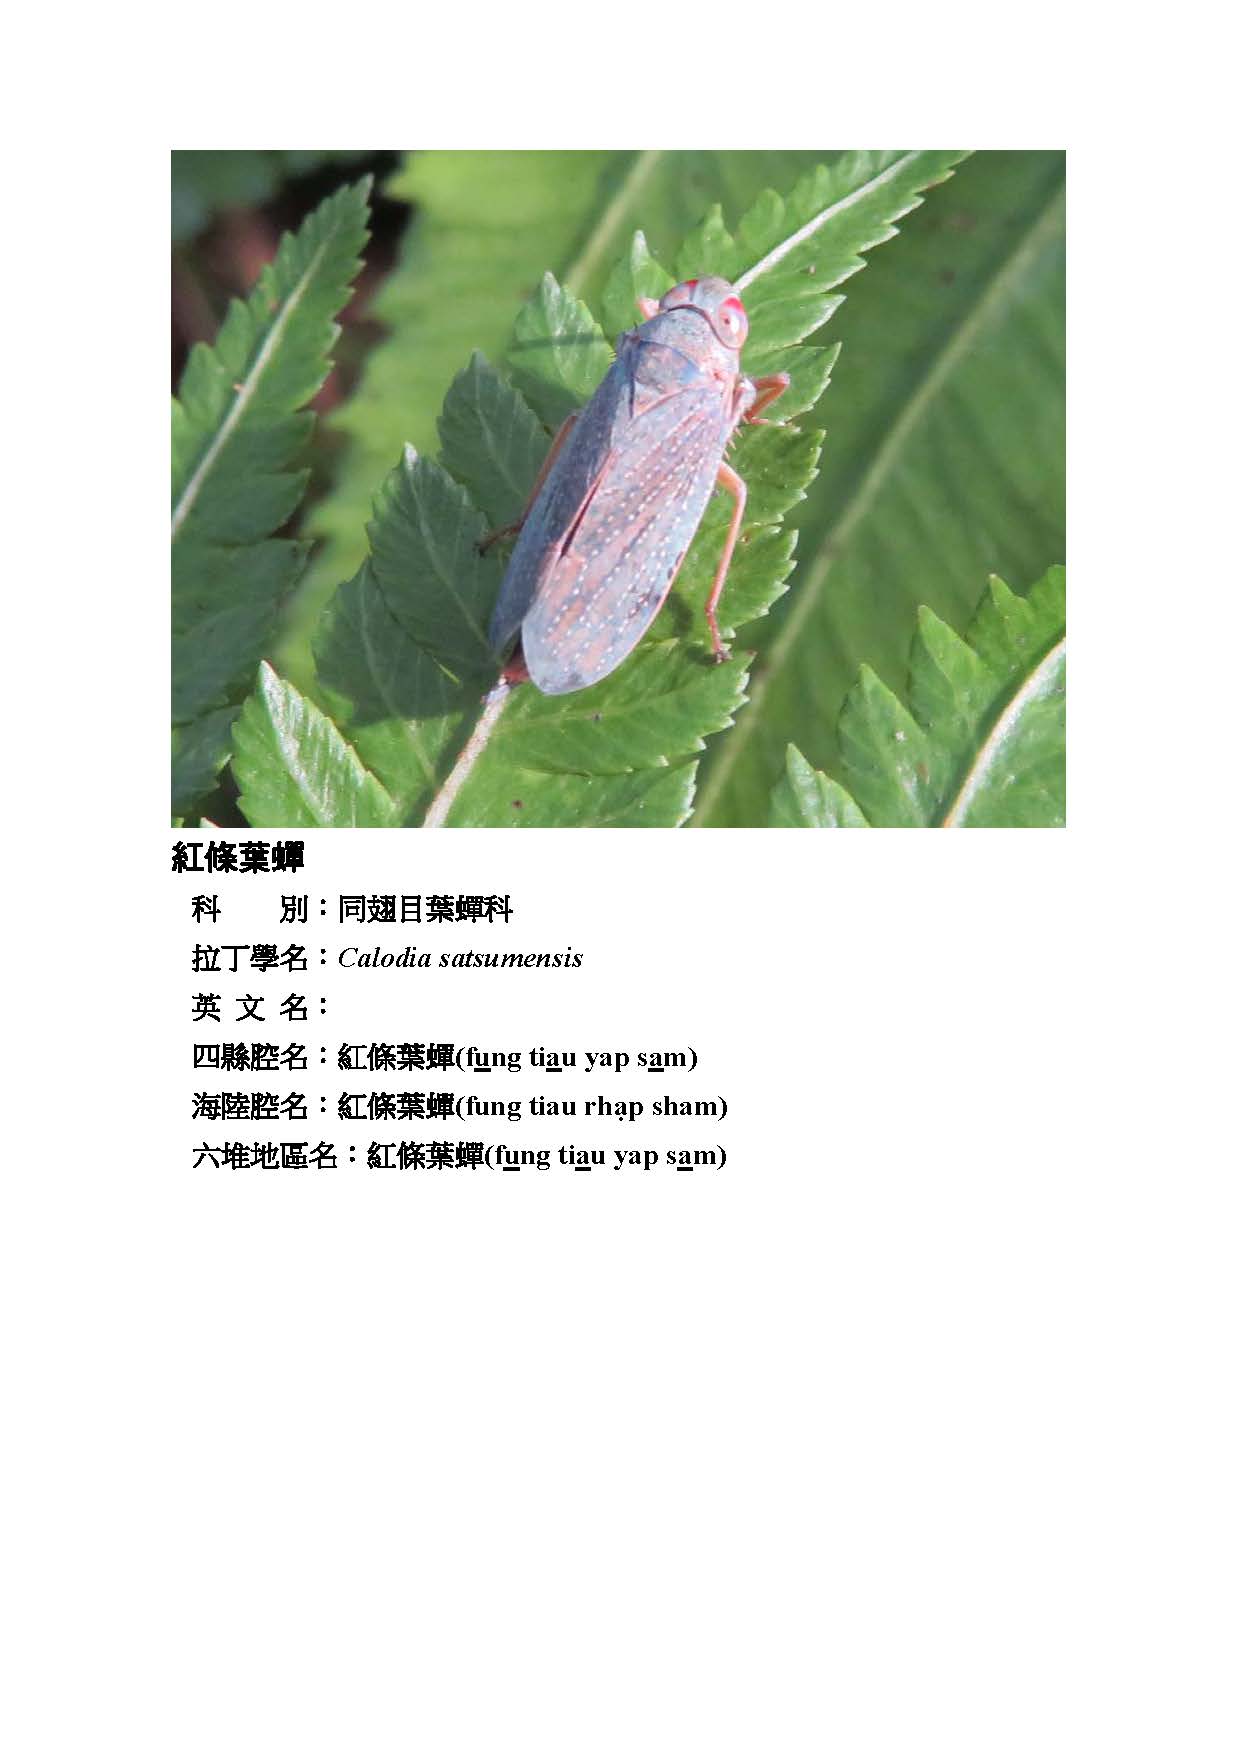 紅條葉蟬
科　　別：同翅目葉蟬科
拉丁學名：Calodia satsumensis
英 文 名：
四縣腔名：紅條葉蟬(fu̲ng tia̲u yap sa̲m)
海陸腔名：紅條葉蟬(fung tiau rhạp sham)
六堆地區名：紅條葉蟬(fu̲ng tia̲u yap sa̲m)